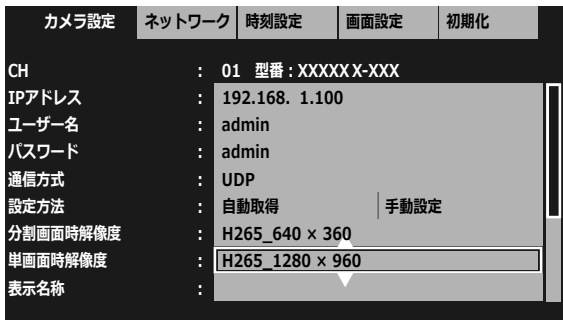 カメラ設定 ネットワーク 時刻設定 画面設定 初期化
CH : 01 型番 : XXXXX X-XXX
IPアドレス : 192.168. 1.100
ユーザー名 : admin
パスワード : admin
通信方式 : UDP
設定方法 : 自動取得 手動設定
分割画面時解像度 : H265_640 × 360
単画面時解像度 : H265_1280 × 960
表示名称 :